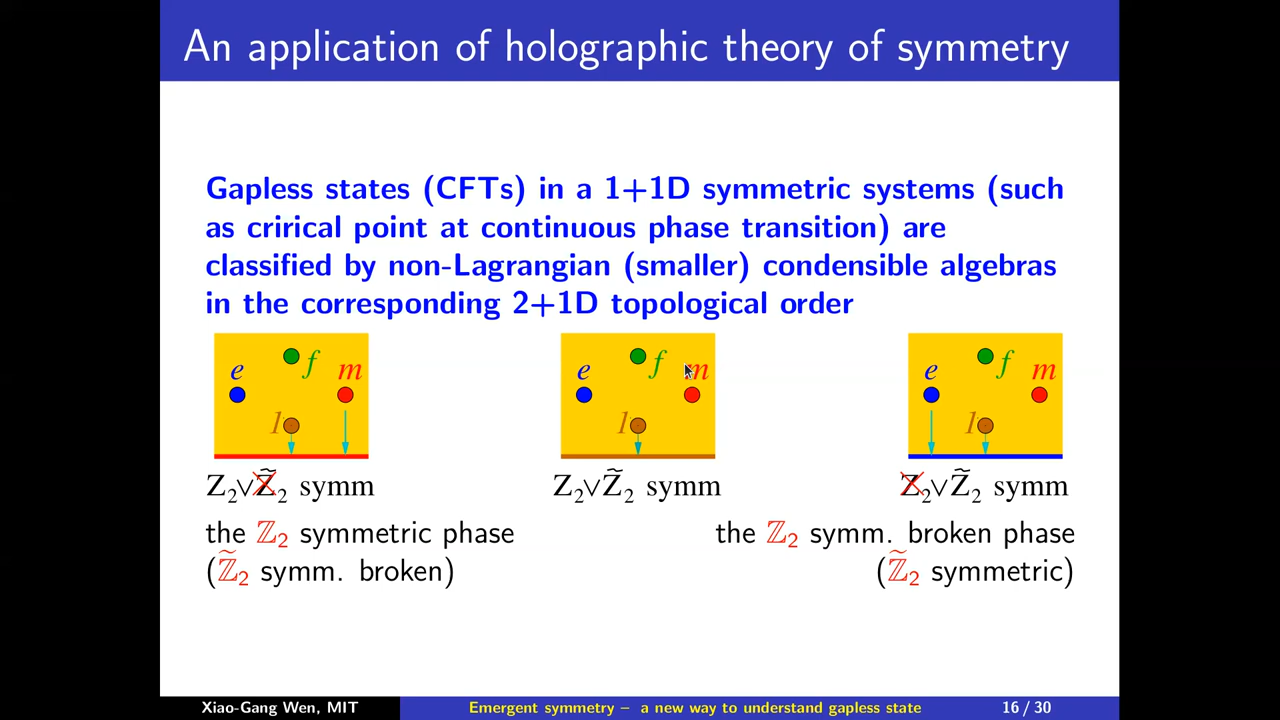 An application of holographic theory of symmetry
Gapless states (CFTs) in a 1+1D symmetric systems (such
as crirical point at continuous phase transition) are
classified by non-Lagrangian (smaller) condensible algebras
in the corresponding 2+1D topological order
e f m 1
e f m 1
e f m 1
Z₂∨Z̃₂ symm
Z₂∨Z̃₂ symm
Z₂∨Z̃₂ symm
the ℤ₂ symmetric phase
(ℤ̃₂ symm. broken)
the ℤ₂ symm. broken phase
(ℤ̃₂ symmetric)
Xiao-Gang Wen, MIT
Emergent symmetry – a new way to understand gapless state
16 / 30